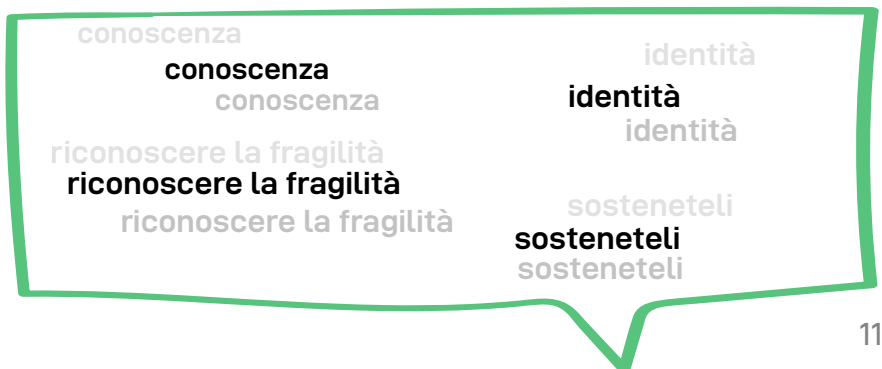 conoscenza
conoscenza
conoscenza
riconoscere la fragilità
riconoscere la fragilità
riconoscere la fragilità
identità
identità
identità
sosteneteli
sosteneteli
sosteneteli
11